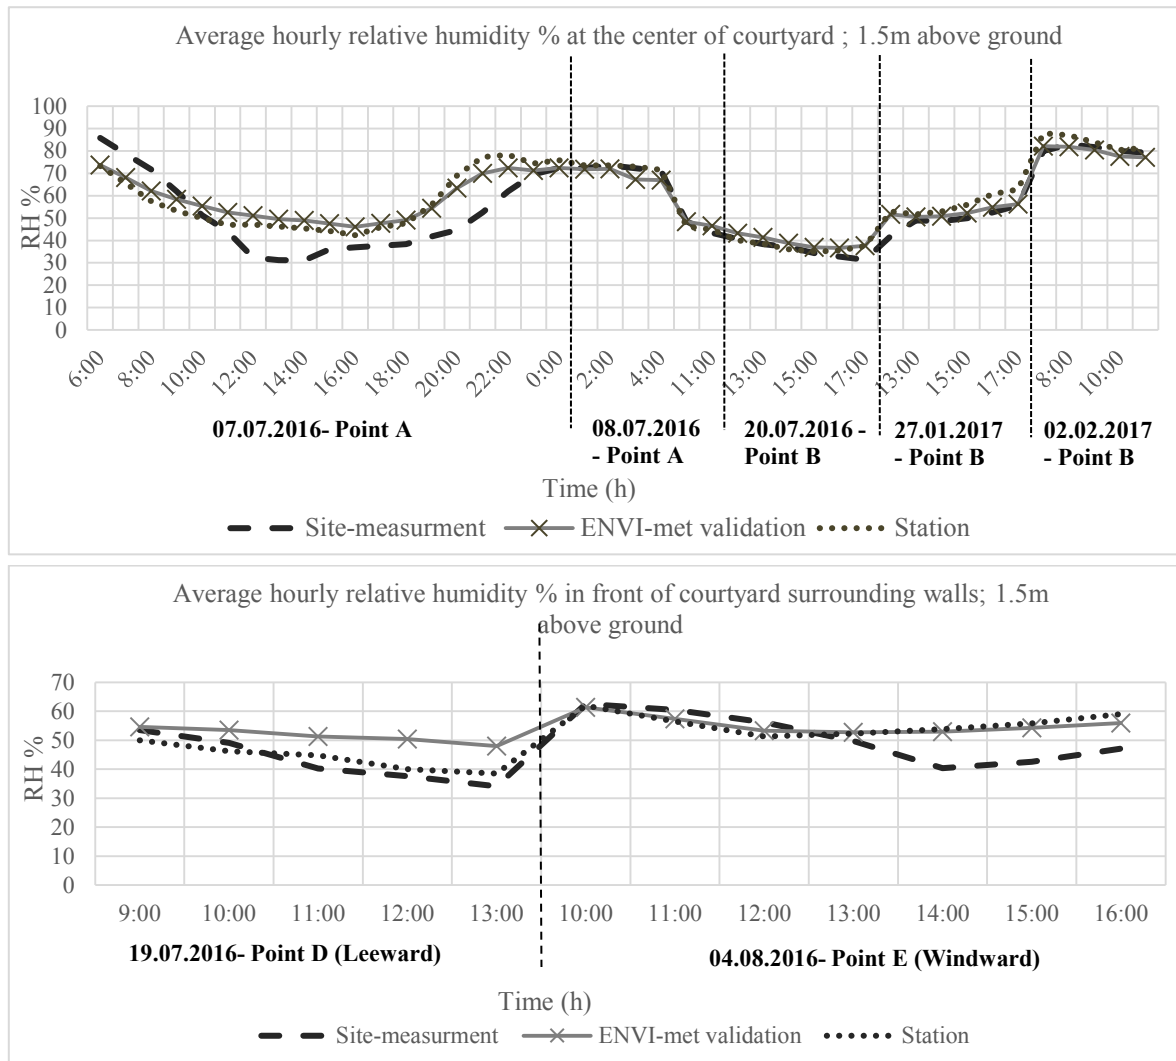 Average hourly relative humidity % at the center of courtyard ; 1.5m above ground
100
90
80
70
60
50
40
30
20
10
0
RH %
6:00 8:00 10:00 12:00 14:00 16:00 18:00 20:00 22:00 0:00 2:00 4:00 11:00 13:00 15:00 17:00 13:00 15:00 17:00 8:00 10:00
07.07.2016- Point A
08.07.2016
- Point A
20.07.2016 -
Point B
27.01.2017
- Point B
02.02.2017
- Point B
Time (h)
Site-measurment ENVI-met validation Station
Average hourly relative humidity % in front of courtyard surrounding walls; 1.5m
above ground
70
60
50
40
30
20
10
0
RH %
9:00 10:00 11:00 12:00 13:00 10:00 11:00 12:00 13:00 14:00 15:00 16:00
19.07.2016- Point D (Leeward)
04.08.2016- Point E (Windward)
Time (h)
Site-measurment ENVI-met validation Station